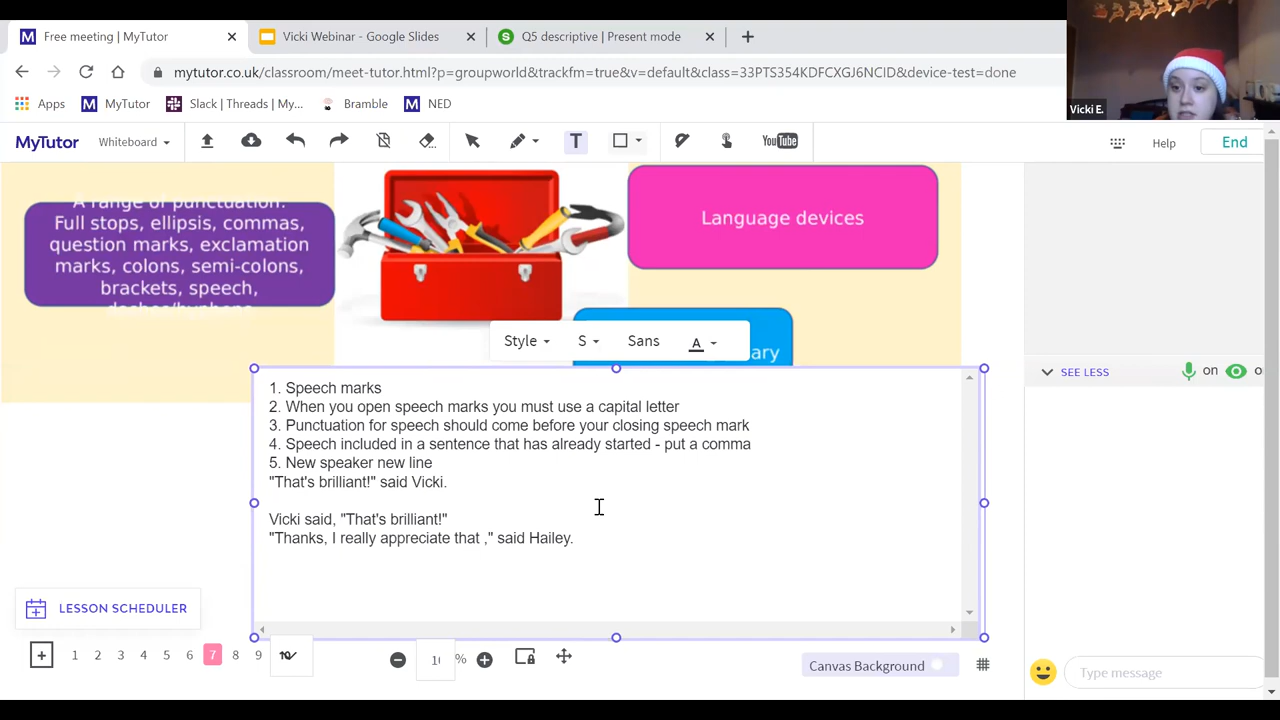 Free meeting | MyTutor
Vicki Webinar - Google Slides
Q5 descriptive | Present mode
mytutor.co.uk/classroom/meet-tutor.html?p=groupworld&trackfm=true&v=default&class=33PTS354KDFCXGJ6NCID&device-test=done
Apps
MyTutor
Slack | Threads | My...
Bramble
NED
Vicki E.
MyTutor
Whiteboard
T
YouTube
Help
End
A range of punctuation:
Full stops, ellipsis, commas,
question marks, exclamation
marks, colons, semi-colons,
brackets, speech,
dashes/hyphens
Language devices
ary
Style
S
Sans
A
SEE LESS
on
o
1. Speech marks
2. When you open speech marks you must use a capital letter
3. Punctuation for speech should come before your closing speech mark
4. Speech included in a sentence that has already started - put a comma
5. New speaker new line
"That's brilliant!" said Vicki.
Vicki said, "That's brilliant!"
"Thanks, I really appreciate that ," said Hailey.
LESSON SCHEDULER
1 2 3 4 5 6 7 8 9
%
Canvas Background
Type message